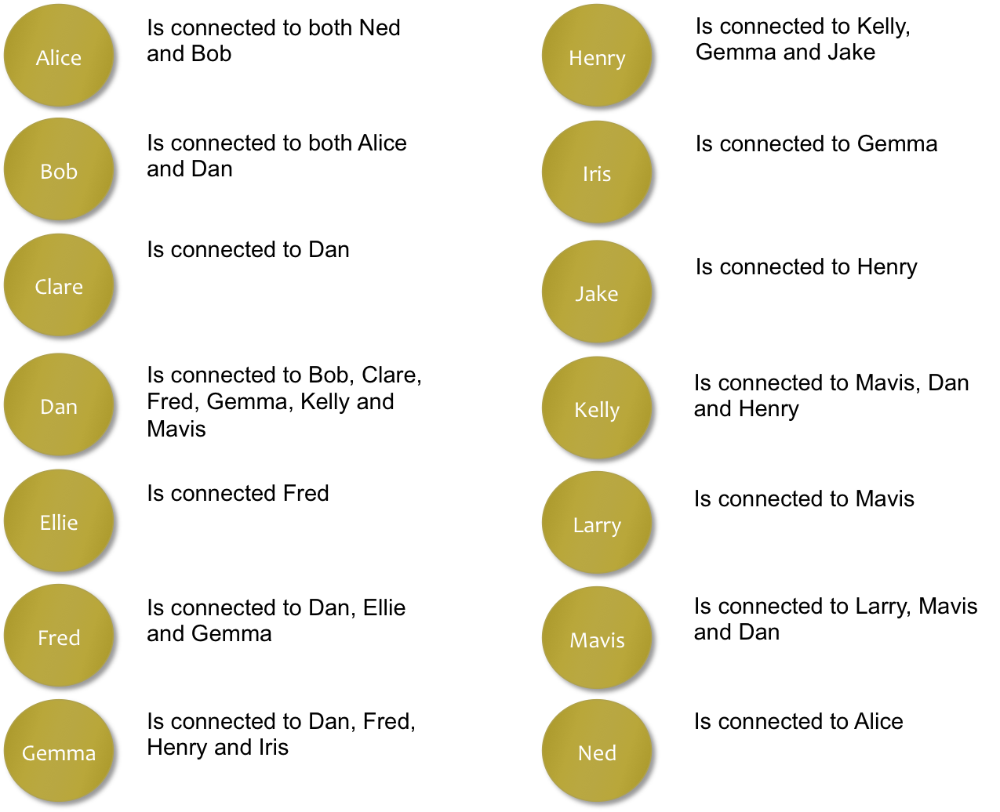 Alice
Is connected to both Ned
and Bob
Bob
Is connected to both Alice
and Dan
Clare
Is connected to Dan
Dan
Is connected to Bob, Clare,
Fred, Gemma, Kelly and
Mavis
Ellie
Is connected Fred
Fred
Is connected to Dan, Ellie
and Gemma
Gemma
Is connected to Dan, Fred,
Henry and Iris
Henry
Is connected to Kelly,
Gemma and Jake
Iris
Is connected to Gemma
Jake
Is connected to Henry
Kelly
Is connected to Mavis, Dan
and Henry
Larry
Is connected to Mavis
Mavis
Is connected to Larry, Mavis
and Dan
Ned
Is connected to Alice